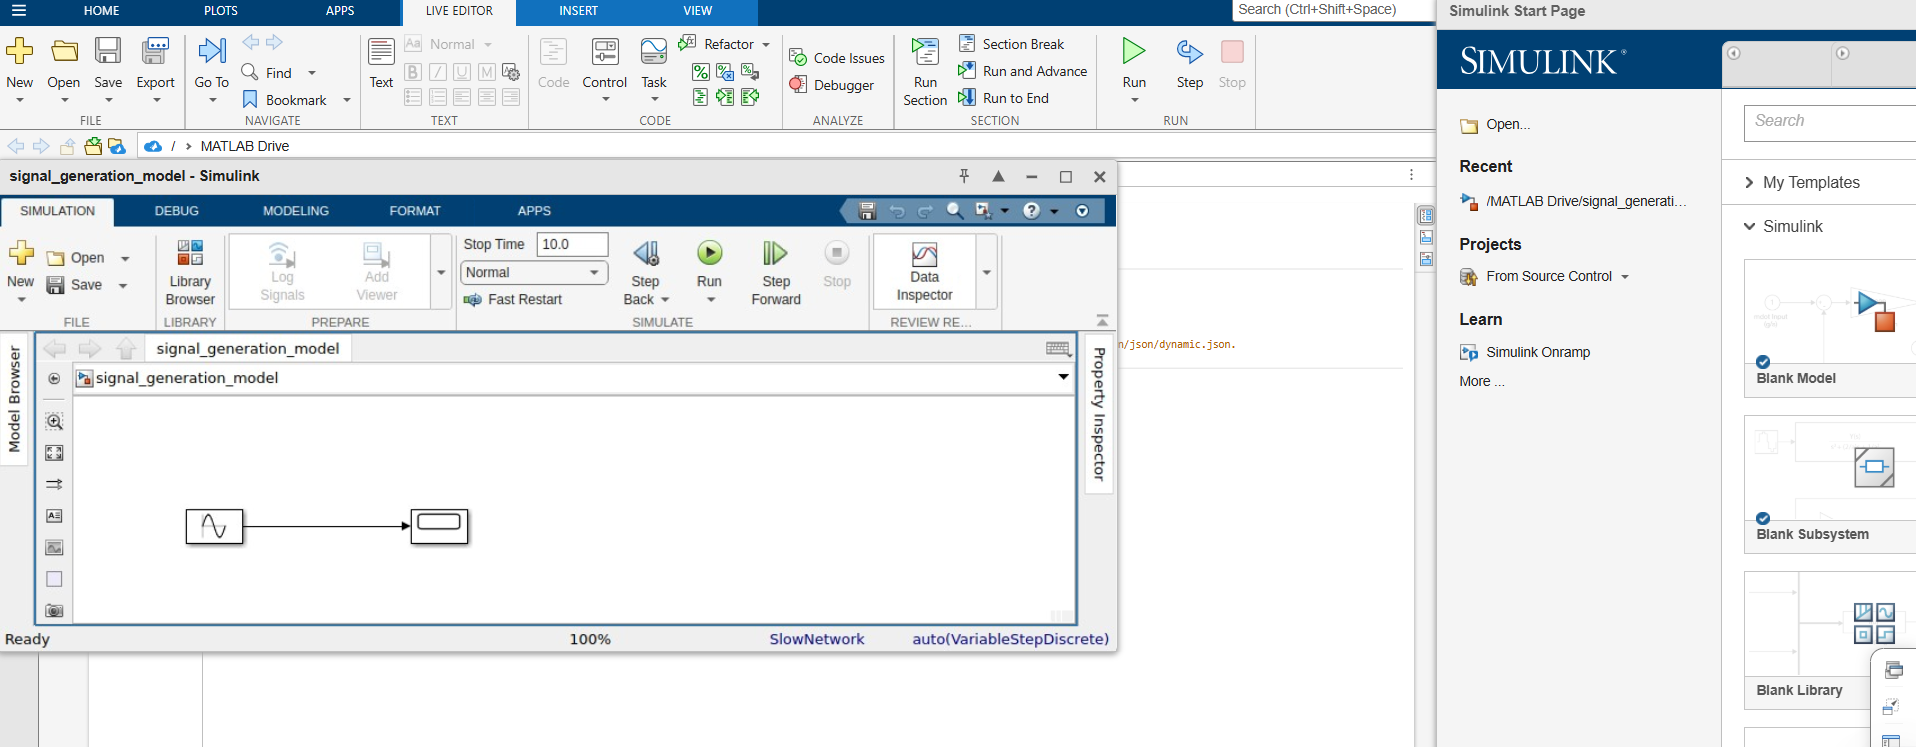 HOME PLOTS APPS LIVE EDITOR INSERT VIEW
Search (Ctrl+Shift+Space)
New Open Save Export
FILE
Go To
Find
Bookmark
NAVIGATE
Text
Aa Normal
B I U M
TEXT
Code Control Task
Refactor
CODE
Code Issues
Debugger
ANALYZE
Run
Section
Section Break
Run and Advance
Run to End
SECTION
Run Step Stop
RUN
/ > MATLAB Drive
signal_generation_model - Simulink
SIMULATION DEBUG MODELING FORMAT APPS
New
Open
Save
FILE
Library
Browser
LIBRARY
Log
Signals
Add
Viewer
PREPARE
Stop Time 10.0
Normal
Fast Restart
Step
Back
Run
Step
Forward
Stop
SIMULATE
Data
Inspector
REVIEW RE...
Model Browser
signal_generation_model
signal_generation_model
Property Inspector
n/json/dynamic.json.
Ready 100% SlowNetwork auto(VariableStepDiscrete)
Simulink Start Page
SIMULINK®
Open...
Recent
/MATLAB Drive/signal_generati...
Projects
From Source Control
Learn
Simulink Onramp
More ...
Search
My Templates
Simulink
Blank Model
Blank Subsystem
Blank Library